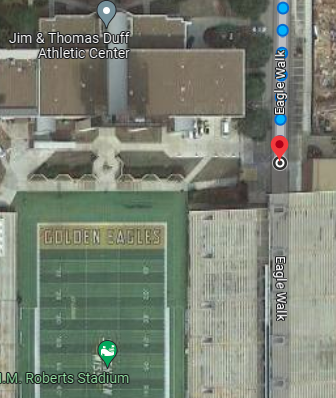 Jim & Thomas Duff
Athletic Center
Eagle Walk
GOLDEN EAGLES
Eagle Walk
.M. Roberts Stadium